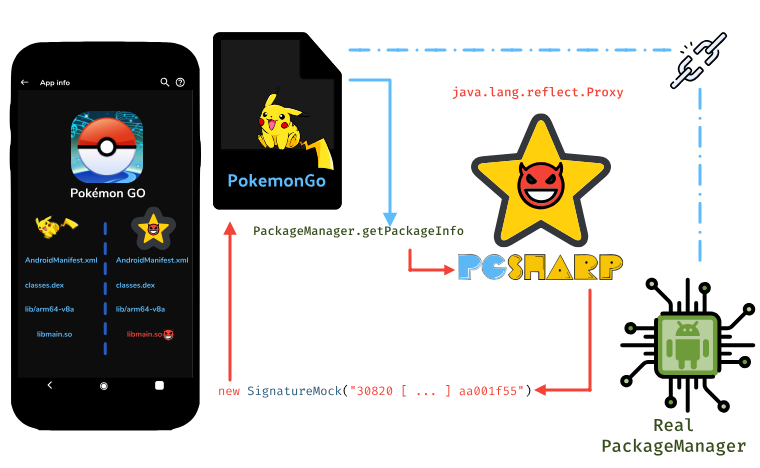 App info
Pokémon GO
AndroidManifest.xml
classes.dex
lib/arm64-v8a
libmain.so
AndroidManifest.xml
classes.dex
lib/arm64-v8a
libmain.so
PokemonGo
PackageManager.getPackageInfo
java.lang.reflect.Proxy
PGSHARP
new SignatureMock("30820 [ ... ] aa001f55")
Real
PackageManager